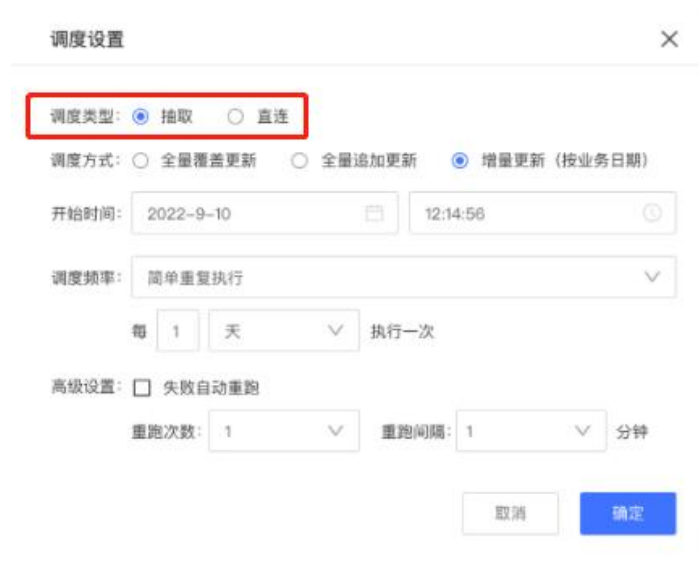 调度设置
调度类型: 抽取 直连
调度方式: 全量覆盖更新 全量追加更新 增量更新（按业务日期）
开始时间: 2022-9-10 12:14:56
调度频率: 简单重复执行
每 1 天 执行一次
高级设置: 失败自动重跑
重跑次数: 1 重跑间隔: 1 分钟
取消 确定